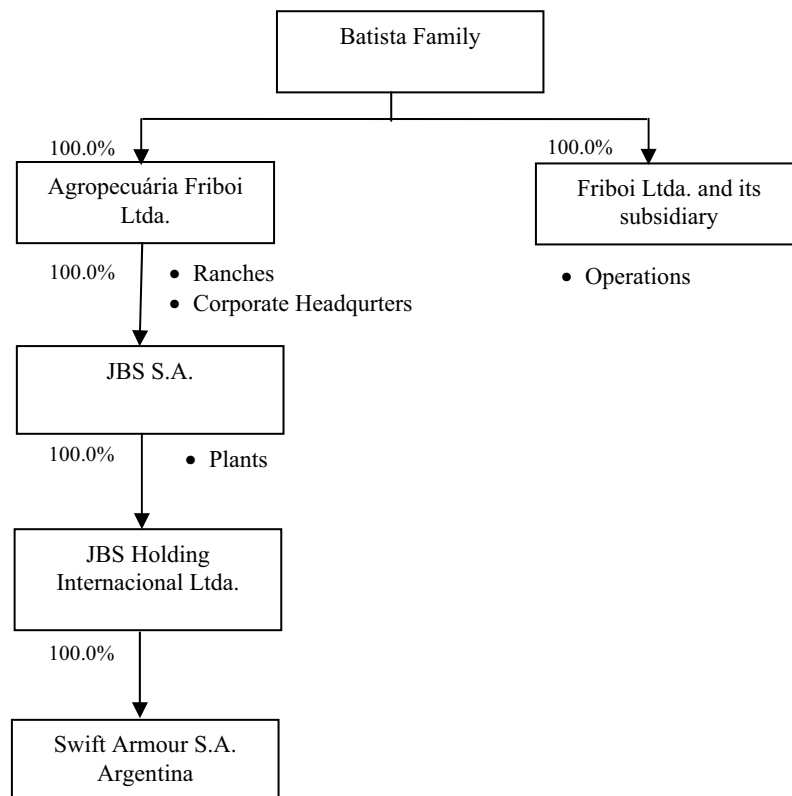 Batista Family
100.0%
100.0%
Agropecuária Friboi
Ltda.
Friboi Ltda. and its
subsidiary
100.0%
• Ranches
• Corporate Headqurters
• Operations
JBS S.A.
100.0%
• Plants
JBS Holding
Internacional Ltda.
100.0%
Swift Armour S.A.
Argentina